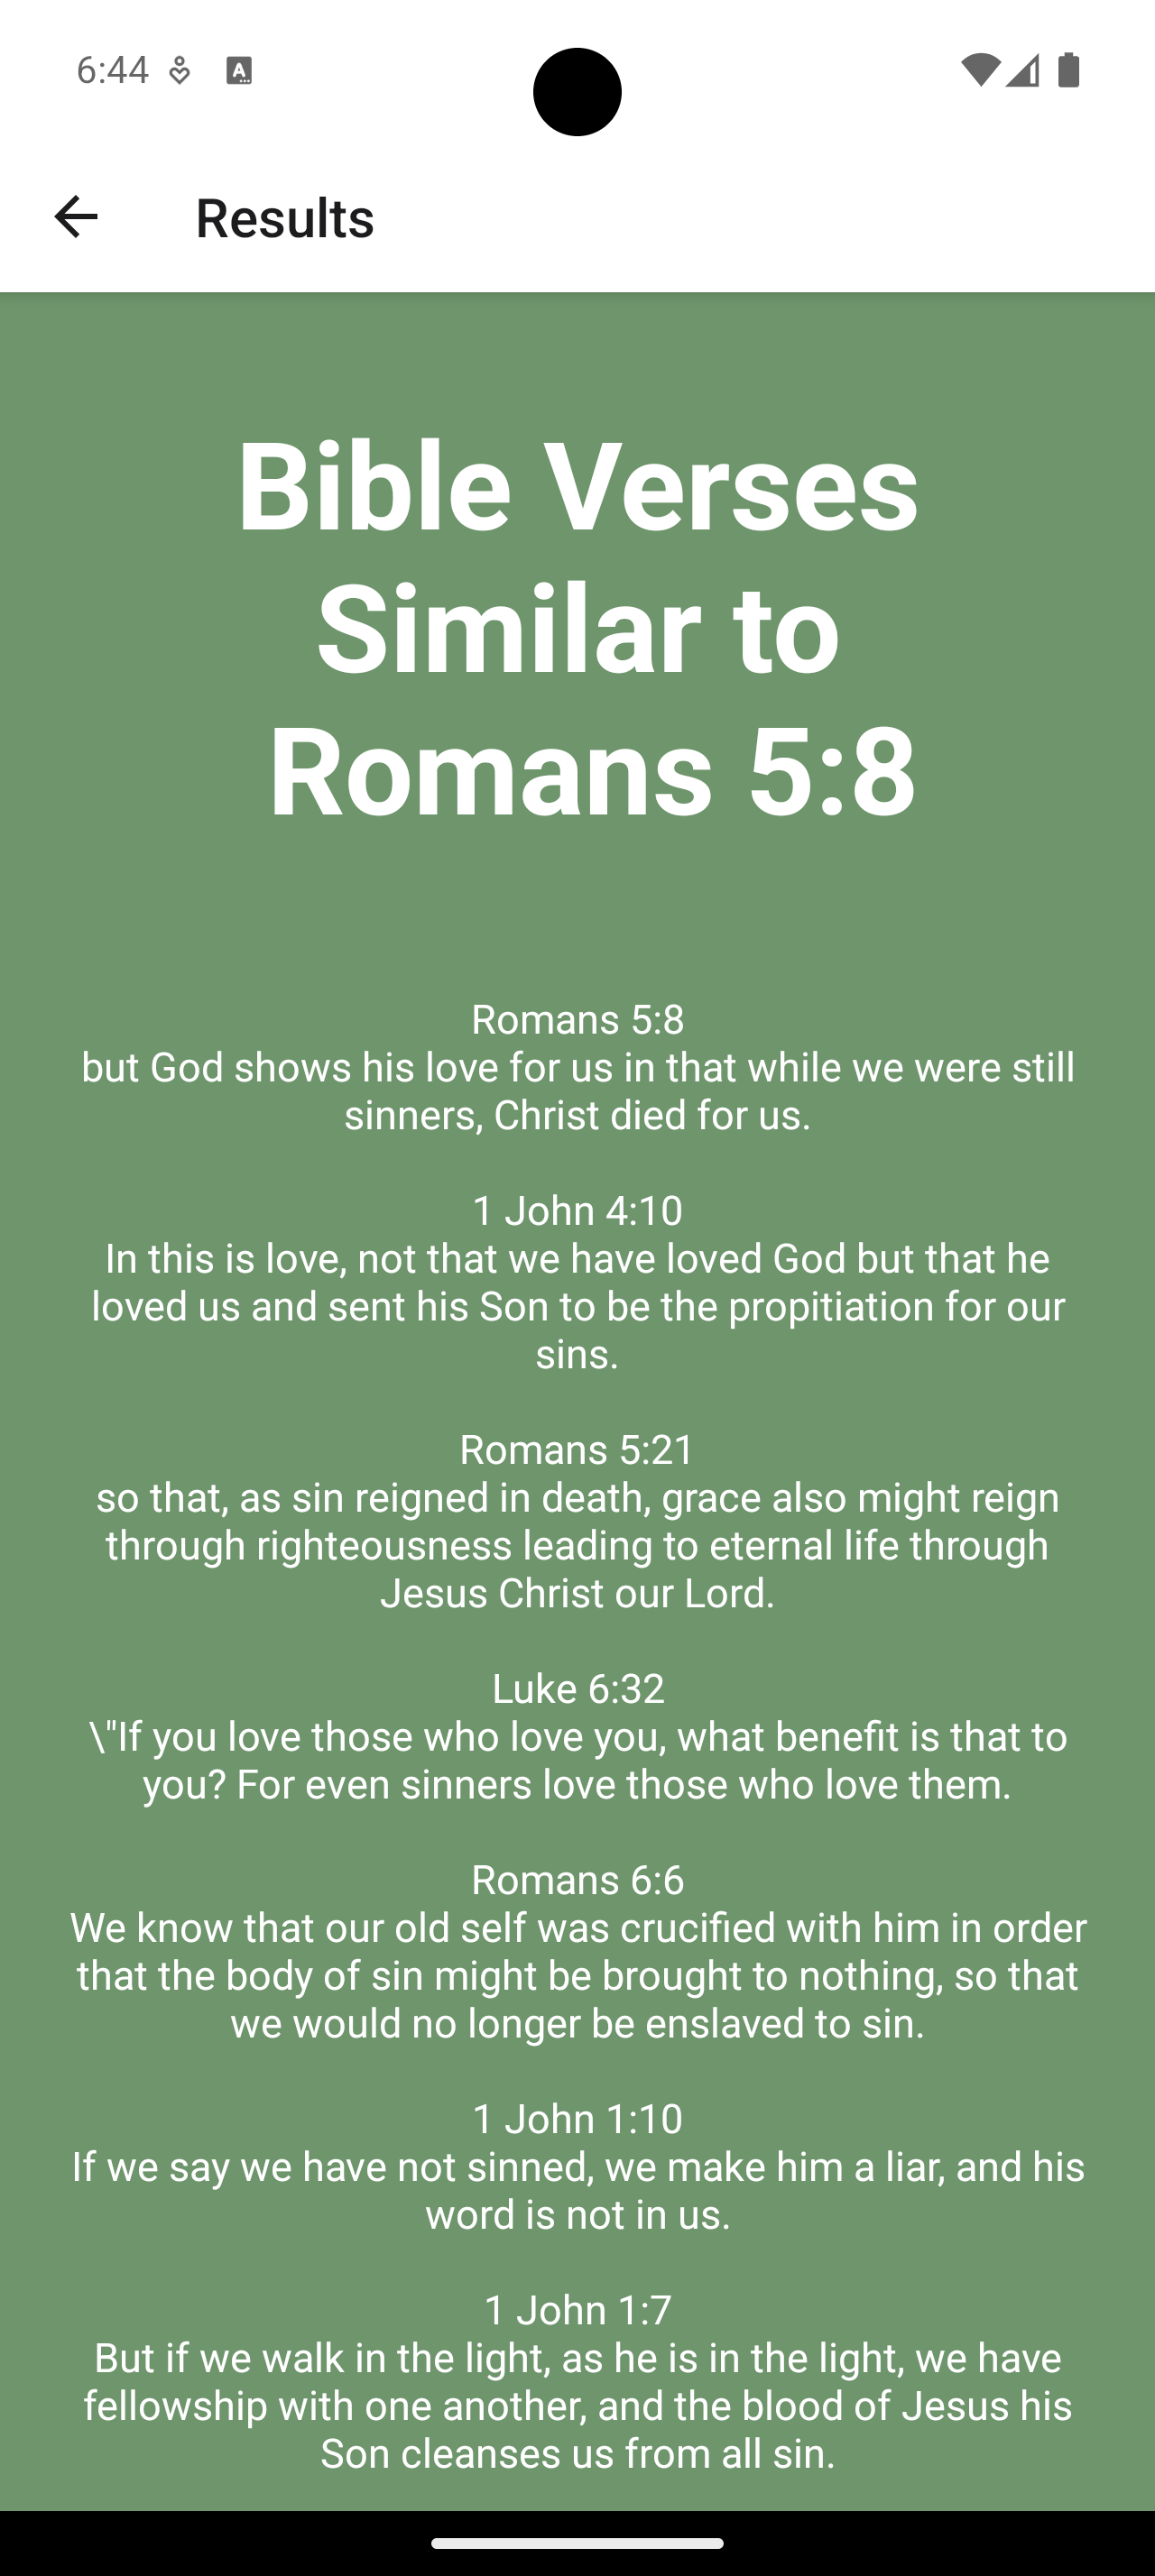 6:44
Results
Bible Verses
Similar to
Romans 5:8
Romans 5:8
but God shows his love for us in that while we were still
sinners, Christ died for us.
1 John 4:10
In this is love, not that we have loved God but that he
loved us and sent his Son to be the propitiation for our
sins.
Romans 5:21
so that, as sin reigned in death, grace also might reign
through righteousness leading to eternal life through
Jesus Christ our Lord.
Luke 6:32
\"If you love those who love you, what benefit is that to
you? For even sinners love those who love them.
Romans 6:6
We know that our old self was crucified with him in order
that the body of sin might be brought to nothing, so that
we would no longer be enslaved to sin.
1 John 1:10
If we say we have not sinned, we make him a liar, and his
word is not in us.
1 John 1:7
But if we walk in the light, as he is in the light, we have
fellowship with one another, and the blood of Jesus his
Son cleanses us from all sin.